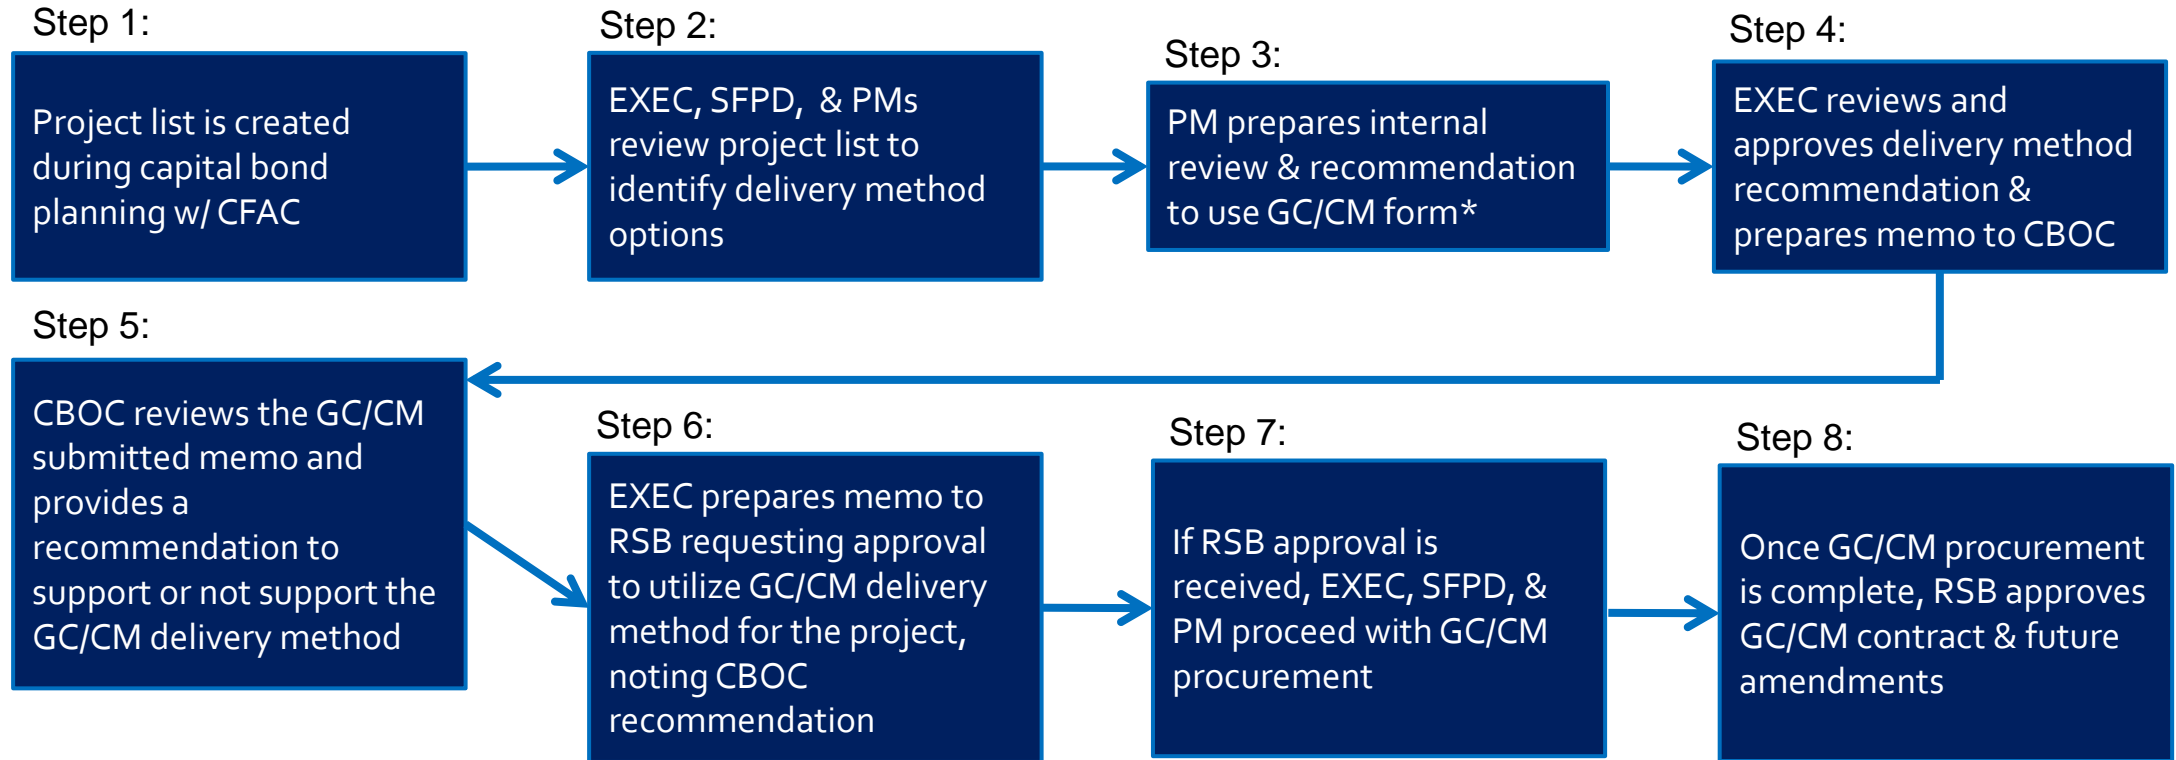 Step 1:
Project list is created
during capital bond
planning w/ CFAC
Step 2:
EXEC, SFPD, & PMs
review project list to
identify delivery method
options
Step 3:
PM prepares internal
review & recommendation
to use GC/CM form*
Step 4:
EXEC reviews and
approves delivery method
recommendation &
prepares memo to CBOC
Step 5:
CBOC reviews the GC/CM
submitted memo and
provides a
recommendation to
support or not support the
GC/CM delivery method
Step 6:
EXEC prepares memo to
RSB requesting approval
to utilize GC/CM delivery
method for the project,
noting CBOC
recommendation
Step 7:
If RSB approval is
received, EXEC, SFPD, &
PM proceed with GC/CM
procurement
Step 8:
Once GC/CM procurement
is complete, RSB approves
GC/CM contract & future
amendments